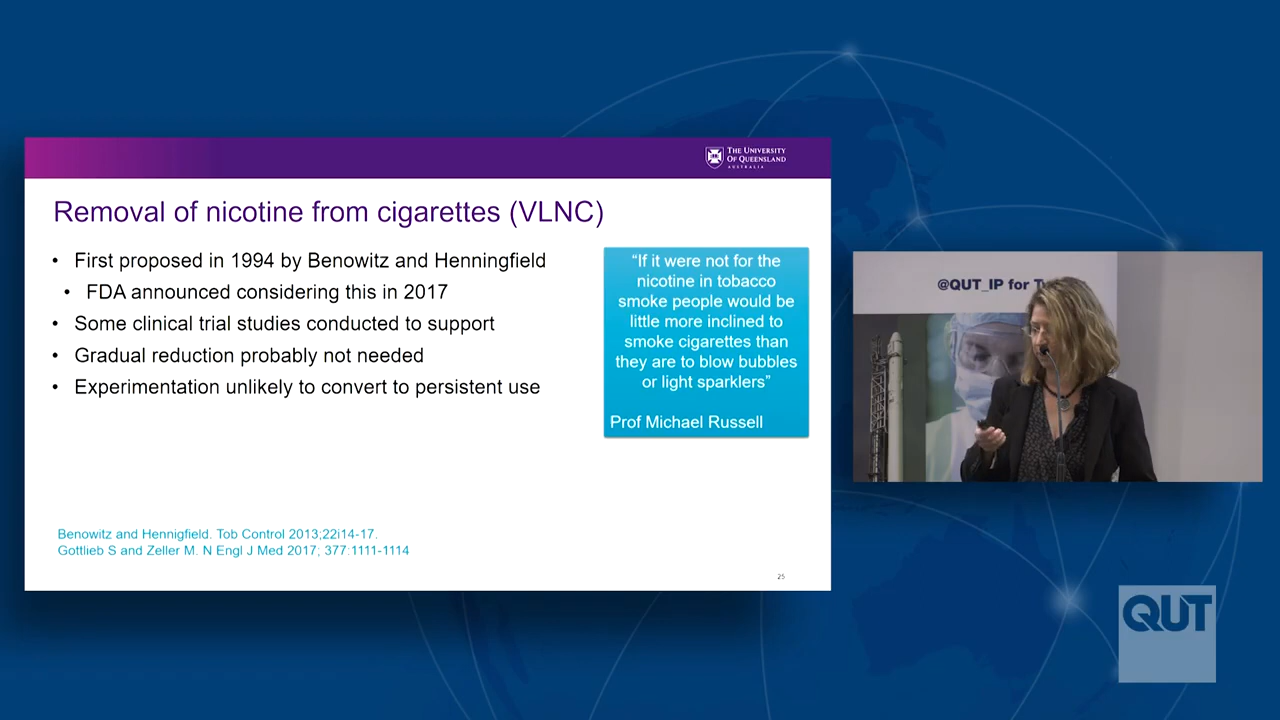 THE UNIVERSITY
OF QUEENSLAND
AUSTRALIA
Removal of nicotine from cigarettes (VLNC)
• First proposed in 1994 by Benowitz and Henningfield
• FDA announced considering this in 2017
• Some clinical trial studies conducted to support
• Gradual reduction probably not needed
• Experimentation unlikely to convert to persistent use
“If it were not for the
nicotine in tobacco
smoke people would be
little more inclined to
smoke cigarettes than
they are to blow bubbles
or light sparklers”
Prof Michael Russell
Benowitz and Hennigfield. Tob Control 2013;22i14-17.
Gottlieb S and Zeller M. N Engl J Med 2017; 377:1111-1114
25
@QUT_IP for T
QUT